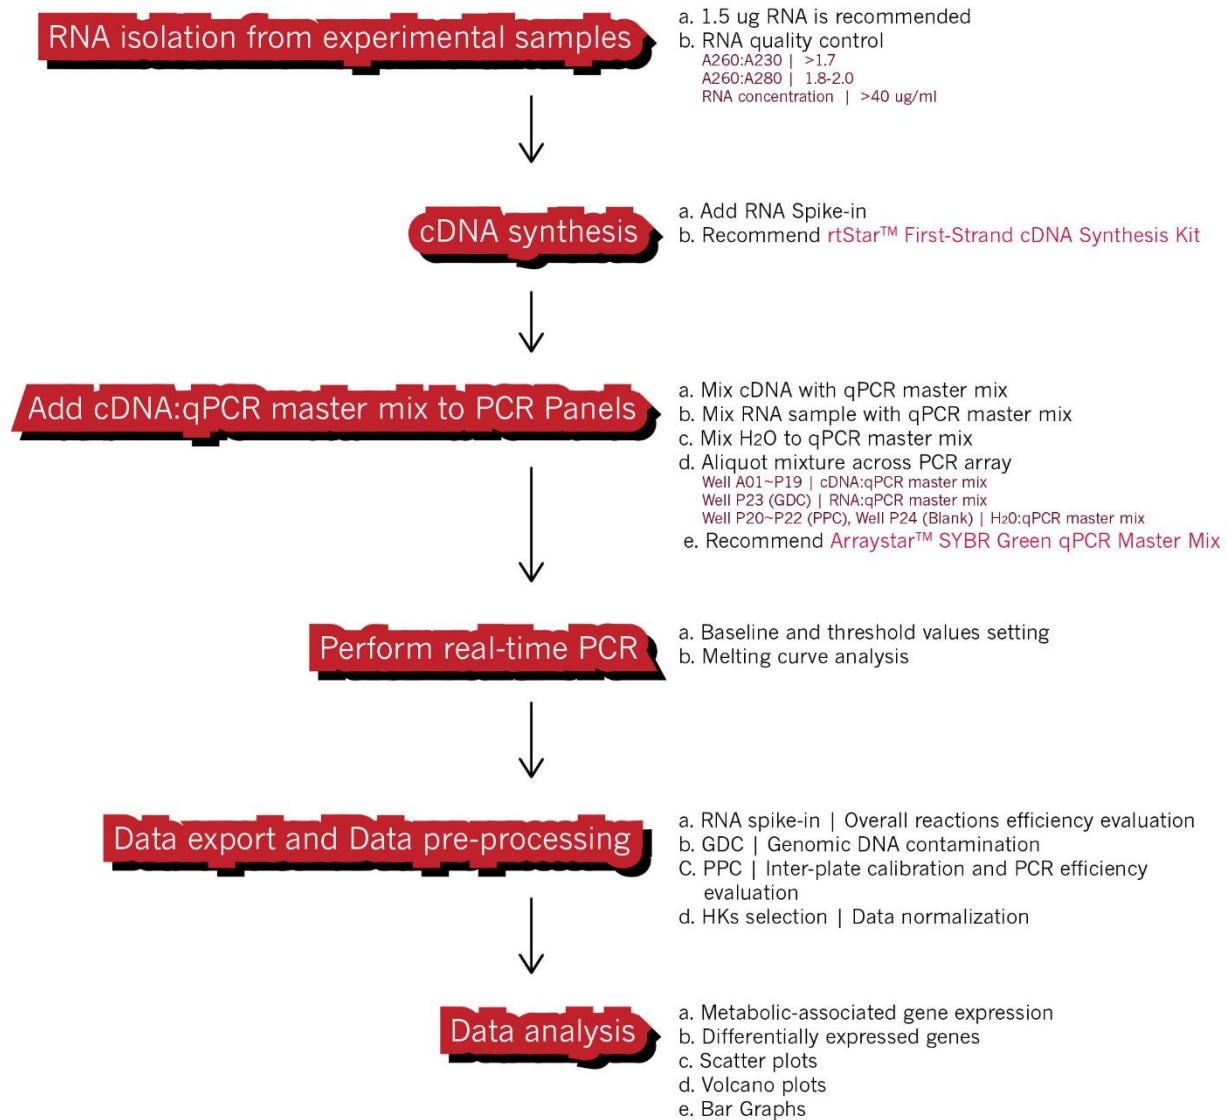 RNA isolation from experimental samples
a. 1.5 ug RNA is recommended
b. RNA quality control
A260:A230 | >1.7
A260:A280 | 1.8-2.0
RNA concentration | >40 ug/ml
cDNA synthesis
a. Add RNA Spike-in
b. Recommend rtStar™ First-Strand cDNA Synthesis Kit
Add cDNA:qPCR master mix to PCR Panels
a. Mix cDNA with qPCR master mix
b. Mix RNA sample with qPCR master mix
c. Mix H2O to qPCR master mix
d. Aliquot mixture across PCR array
Well A01~P19 | cDNA:qPCR master mix
Well P23 (GDC) | RNA:qPCR master mix
Well P20~P22 (PPC), Well P24 (Blank) | H20:qPCR master mix
e. Recommend Arraystar™ SYBR Green qPCR Master Mix
Perform real-time PCR
a. Baseline and threshold values setting
b. Melting curve analysis
Data export and Data pre-processing
a. RNA spike-in | Overall reactions efficiency evaluation
b. GDC | Genomic DNA contamination
C. PPC | Inter-plate calibration and PCR efficiency
evaluation
d. HKs selection | Data normalization
Data analysis
a. Metabolic-associated gene expression
b. Differentially expressed genes
c. Scatter plots
d. Volcano plots
e. Bar Graphs